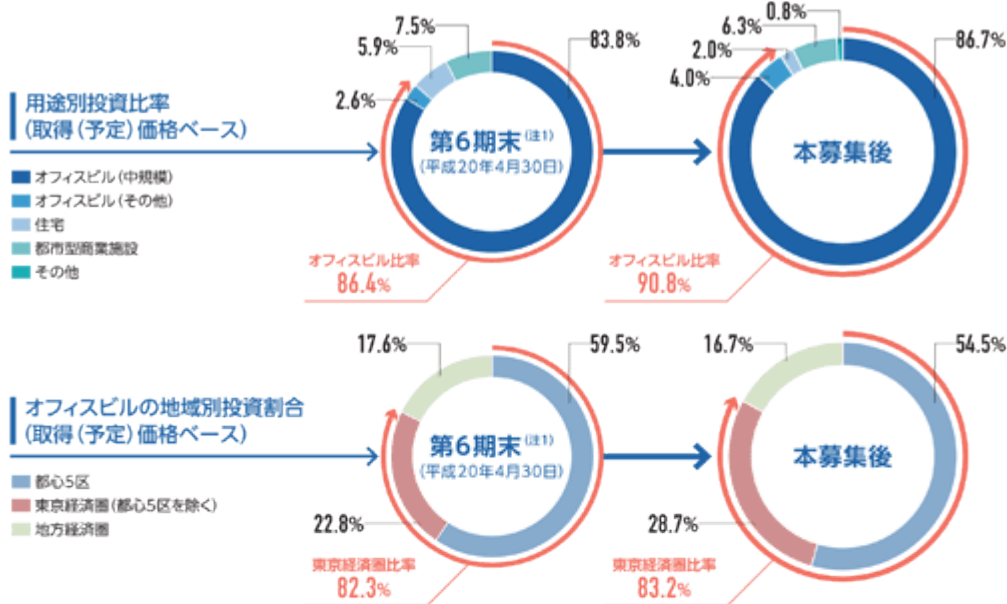 用途別投資比率
(取得(予定)価格ベース)
オフィスビル(中規模)
オフィスビル(その他)
住宅
都市型商業施設
その他
7.5%
5.9%
2.6%
83.8%
第6期末(注1)
(平成20年4月30日)
オフィスビル比率
86.4%
0.8%
6.3%
2.0%
4.0%
86.7%
本募集後
オフィスビル比率
90.8%
オフィスビルの地域別投資割合
(取得(予定)価格ベース)
都心5区
東京経済圏(都心5区を除く)
地方経済圏
17.6%
59.5%
第6期末(注1)
(平成20年4月30日)
22.8%
東京経済圏比率
82.3%
16.7%
54.5%
本募集後
28.7%
東京経済圏比率
83.2%